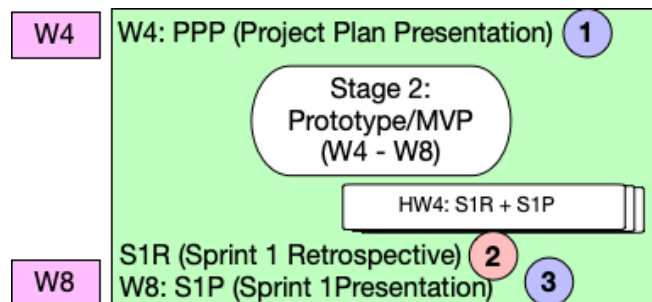 W4
W4: PPP (Project Plan Presentation) 1
Stage 2:
Prototype/MVP
(W4 - W8)
HW4: S1R + S1P
S1R (Sprint 1 Retrospective) 2
W8
W8: S1P (Sprint 1Presentation) 3